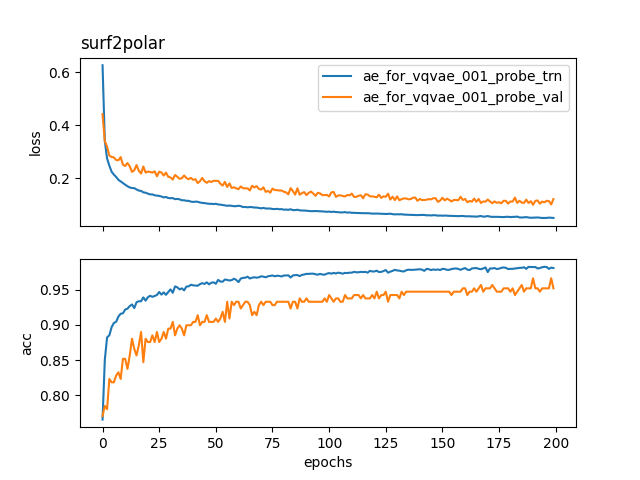 surf2polar
0.6
0.4
0.2
loss
ae_for_vqvae_001_probe_trn
ae_for_vqvae_001_probe_val
0.95
0.90
0.85
0.80
acc
0 25 50 75 100 125 150 175 200
epochs